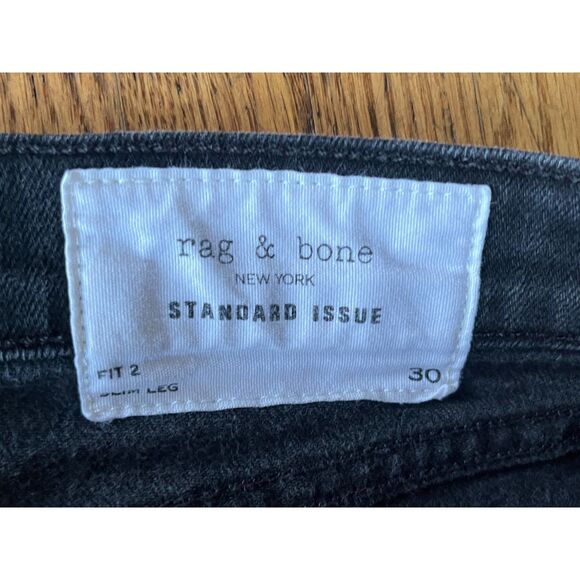 rag & bone
NEW YORK
STANDARD ISSUE
FIT 2 30
SLIM LEG